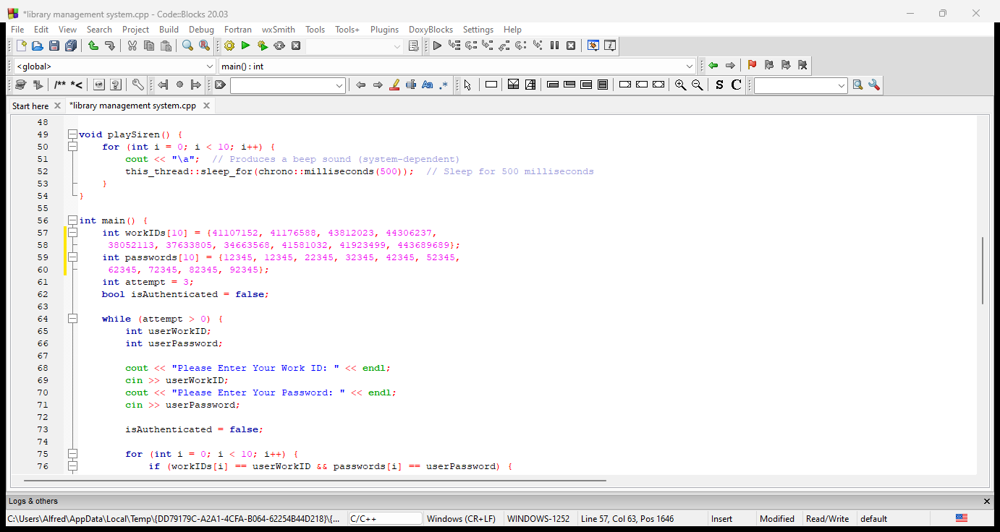 *library management system.cpp - Code::Blocks 20.03
File Edit View Search Project Build Debug Fortran wxSmith Tools Tools+ Plugins DoxyBlocks Settings Help
<global> main() : int
/** *< Aa .* S C
Start here *library management system.cpp
48
49 void playSiren() {
50 for (int i = 0; i < 10; i++) {
51 cout << "\a"; // Produces a beep sound (system-dependent)
52 this_thread::sleep_for(chrono::milliseconds(500)); // Sleep for 500 milliseconds
53 }
54 }
55
56 int main() {
57 int workIDs[10] = {41107152, 41176588, 43812023, 44306237,
58 38052113, 37633805, 34663568, 41581032, 41923499, 443689689};
59 int passwords[10] = {12345, 12345, 22345, 32345, 42345, 52345,
60 62345, 72345, 82345, 92345};
61 int attempt = 3;
62 bool isAuthenticated = false;
63
64 while (attempt > 0) {
65 int userWorkID;
66 int userPassword;
67
68 cout << "Please Enter Your Work ID: " << endl;
69 cin >> userWorkID;
70 cout << "Please Enter Your Password: " << endl;
71 cin >> userPassword;
72
73 isAuthenticated = false;
74
75 for (int i = 0; i < 10; i++) {
76 if (workIDs[i] == userWorkID && passwords[i] == userPassword) {
Logs & others
C:\Users\Alfred\AppData\Local\Temp\{DD79179C-A2A1-4CFA-B064-62254B44D218}\{... C/C++ Windows (CR+LF) WINDOWS-1252 Line 57, Col 63, Pos 1646 Insert Modified Read/Write default